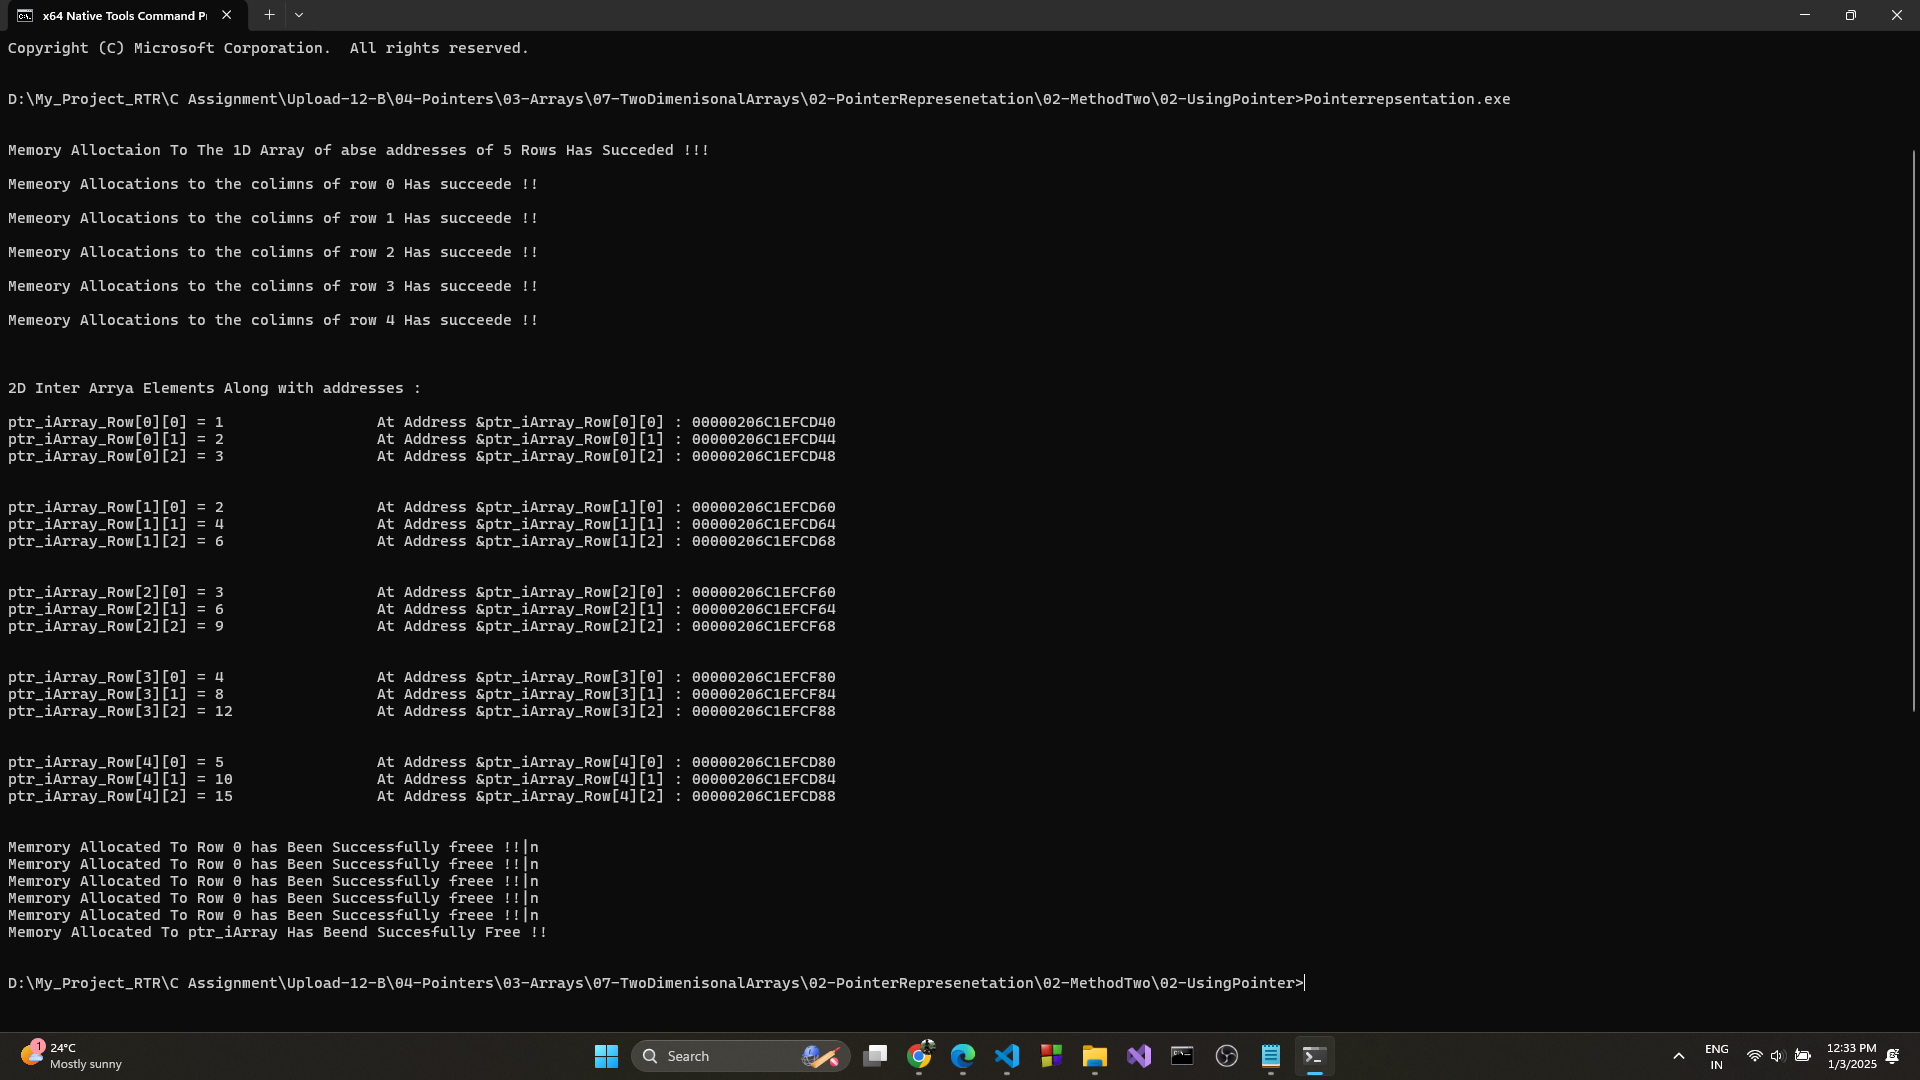 x64 Native Tools Command P
Copyright (C) Microsoft Corporation.  All rights reserved.
D:\My_Project_RTR\C Assignment\Upload-12-B\04-Pointers\03-Arrays\07-TwoDimenisonalArrays\02-PointerRepresenetation\02-MethodTwo\02-UsingPointer>Pointerrepsentation.exe
Memory Alloctaion To The 1D Array of abse addresses of 5 Rows Has Succeded !!!
Memeory Allocations to the colimns of row 0 Has succeede !!
Memeory Allocations to the colimns of row 1 Has succeede !!
Memeory Allocations to the colimns of row 2 Has succeede !!
Memeory Allocations to the colimns of row 3 Has succeede !!
Memeory Allocations to the colimns of row 4 Has succeede !!
2D Inter Arrya Elements Along with addresses :
ptr_iArray_Row[0][0] = 1                 At Address &ptr_iArray_Row[0][0] : 00000206C1EFCD40
ptr_iArray_Row[0][1] = 2                 At Address &ptr_iArray_Row[0][1] : 00000206C1EFCD44
ptr_iArray_Row[0][2] = 3                 At Address &ptr_iArray_Row[0][2] : 00000206C1EFCD48
ptr_iArray_Row[1][0] = 2                 At Address &ptr_iArray_Row[1][0] : 00000206C1EFCD60
ptr_iArray_Row[1][1] = 4                 At Address &ptr_iArray_Row[1][1] : 00000206C1EFCD64
ptr_iArray_Row[1][2] = 6                 At Address &ptr_iArray_Row[1][2] : 00000206C1EFCD68
ptr_iArray_Row[2][0] = 3                 At Address &ptr_iArray_Row[2][0] : 00000206C1EFCF60
ptr_iArray_Row[2][1] = 6                 At Address &ptr_iArray_Row[2][1] : 00000206C1EFCF64
ptr_iArray_Row[2][2] = 9                 At Address &ptr_iArray_Row[2][2] : 00000206C1EFCF68
ptr_iArray_Row[3][0] = 4                 At Address &ptr_iArray_Row[3][0] : 00000206C1EFCF80
ptr_iArray_Row[3][1] = 8                 At Address &ptr_iArray_Row[3][1] : 00000206C1EFCF84
ptr_iArray_Row[3][2] = 12                At Address &ptr_iArray_Row[3][2] : 00000206C1EFCF88
ptr_iArray_Row[4][0] = 5                 At Address &ptr_iArray_Row[4][0] : 00000206C1EFCD80
ptr_iArray_Row[4][1] = 10                At Address &ptr_iArray_Row[4][1] : 00000206C1EFCD84
ptr_iArray_Row[4][2] = 15                At Address &ptr_iArray_Row[4][2] : 00000206C1EFCD88
Memrory Allocated To Row 0 has Been Successfully freee !!|n
Memrory Allocated To Row 0 has Been Successfully freee !!|n
Memrory Allocated To Row 0 has Been Successfully freee !!|n
Memrory Allocated To Row 0 has Been Successfully freee !!|n
Memrory Allocated To Row 0 has Been Successfully freee !!|n
Memory Allocated To ptr_iArray Has Beend Succesfully Free !!
D:\My_Project_RTR\C Assignment\Upload-12-B\04-Pointers\03-Arrays\07-TwoDimenisonalArrays\02-PointerRepresenetation\02-MethodTwo\02-UsingPointer>
1
24°C
Mostly sunny
Search
ENG
IN
12:33 PM
1/3/2025